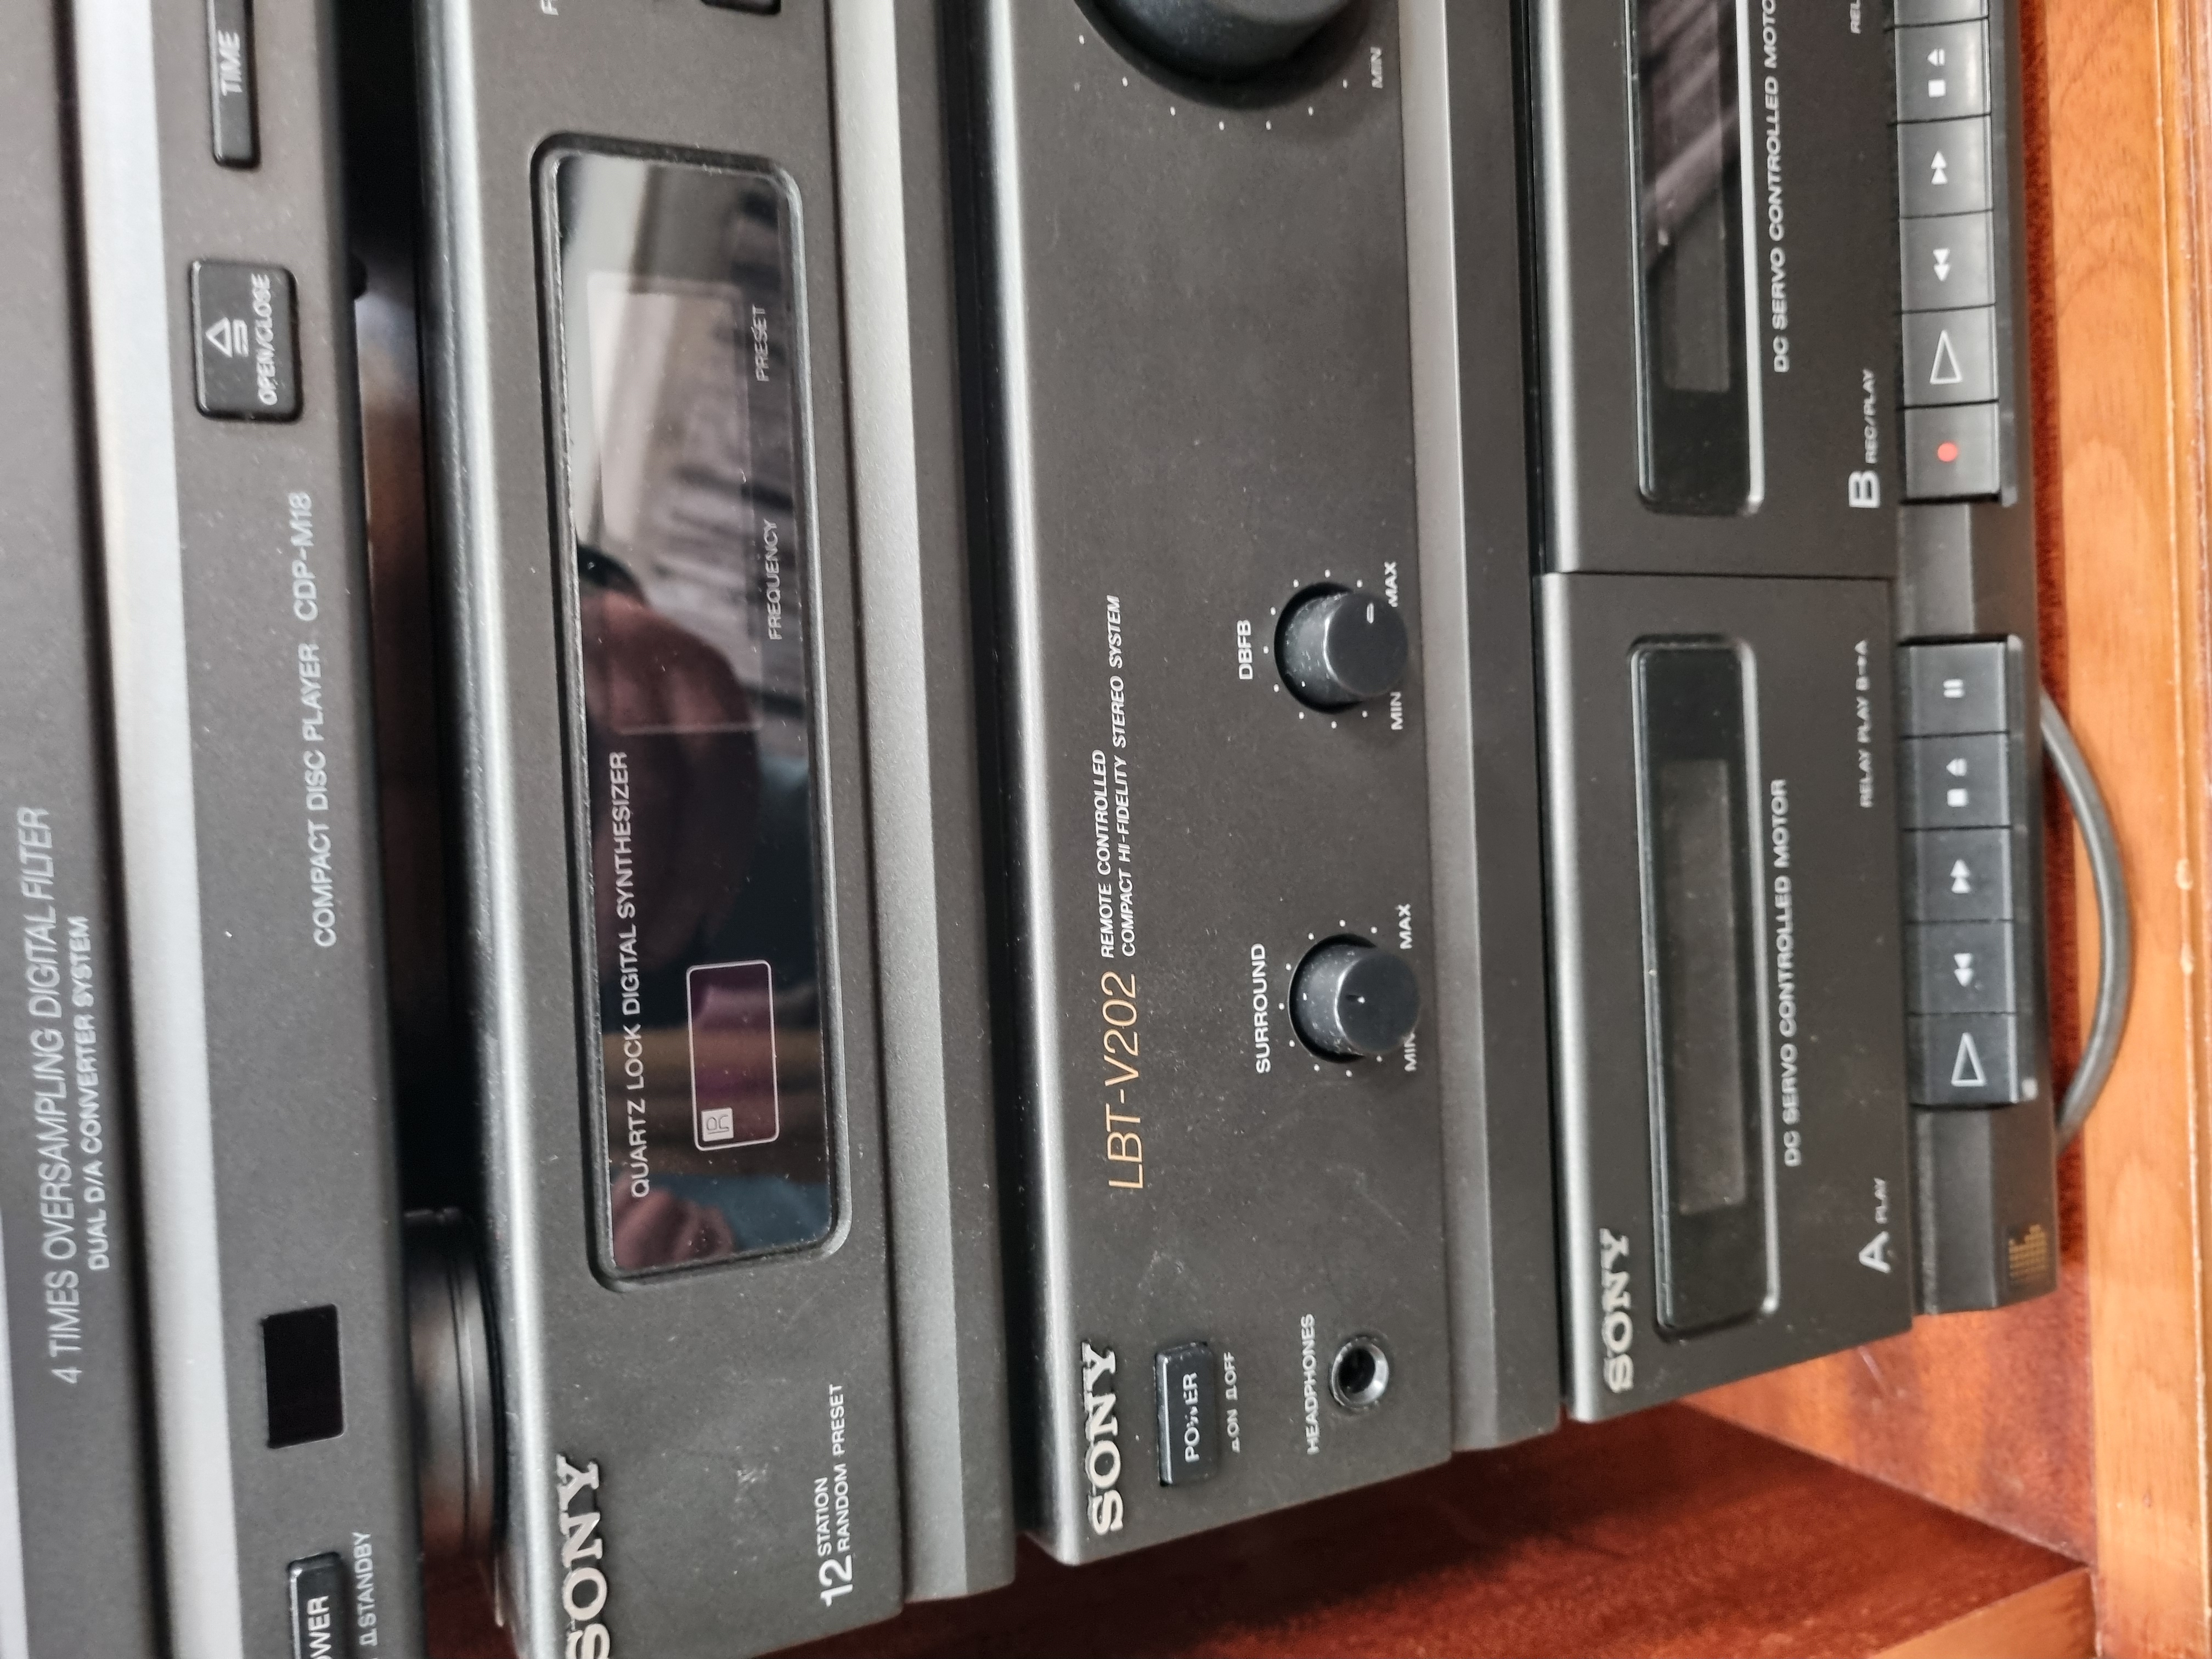 4 TIMES OVERSAMPLING DIGITAL FILTER
DUAL D/A CONVERTER SYSTEM
TIME
OPEN/CLOSE
COMPACT DISC PLAYER CDP-M18
STANDBY
SONY
QUARTZ LOCK DIGITAL SYNTHESIZER
IR
FREQUENCY
PRESET
12 STATION
RANDOM PRESET
SONY
LBT-V202 REMOTE CONTROLLED
COMPACT HI-FIDELITY STEREO SYSTEM
POWER
ON OFF
HEADPHONES
SURROUND
MIN MAX
DBFB
MIN MAX
MIN
SONY
DC SERVO CONTROLLED MOTOR
A PLAY
RELAY PLAY B→A
DC SERVO CONTROLLED
B REC/PLAY